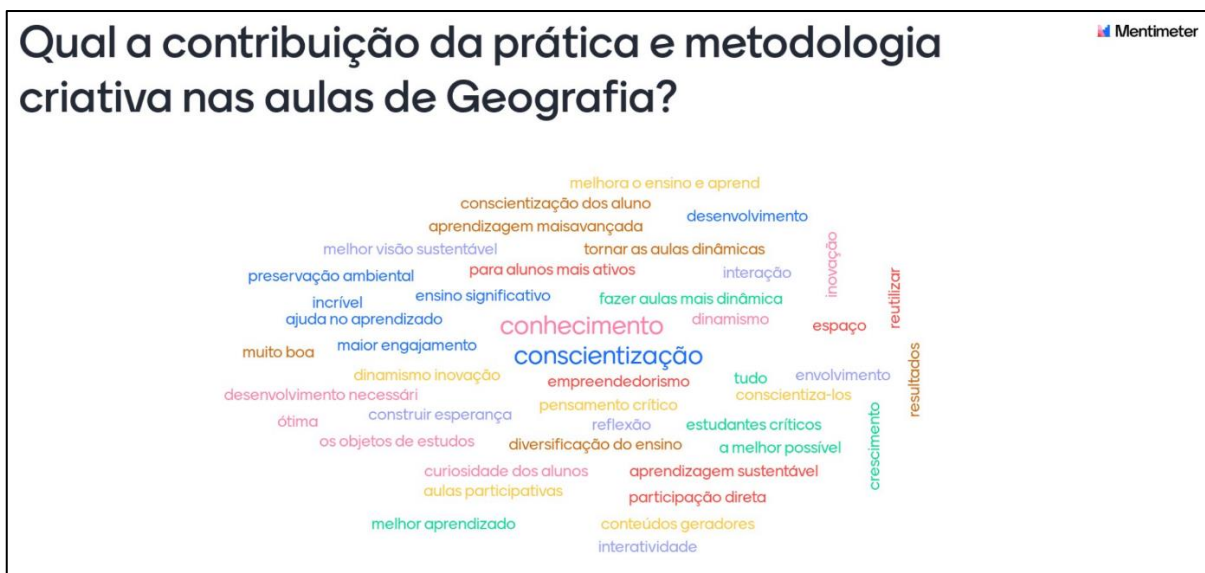 Qual a contribuição da prática e metodologia
criativa nas aulas de Geografia?
Mentimeter
melhora o ensino e aprend
conscientização dos aluno
desenvolvimento
aprendizagem maisavançada
melhor visão sustentável
tornar as aulas dinâmicas
inovação
preservação ambiental
para alunos mais ativos
interação
reutilizar
incrível
ensino significativo
fazer aulas mais dinâmica
ajuda no aprendizado
conhecimento
dinamismo
espaço
muito boa
maior engajamento
conscientização
resultados
dinamismo inovação
empreendedorismo
tudo
envolvimento
desenvolvimento necessári
pensamento crítico
conscientiza-los
ótima
construir esperança
reflexão
estudantes críticos
crescimento
os objetos de estudos
diversificação do ensino
a melhor possível
curiosidade dos alunos
aprendizagem sustentável
aulas participativas
participação direta
melhor aprendizado
conteúdos geradores
interatividade